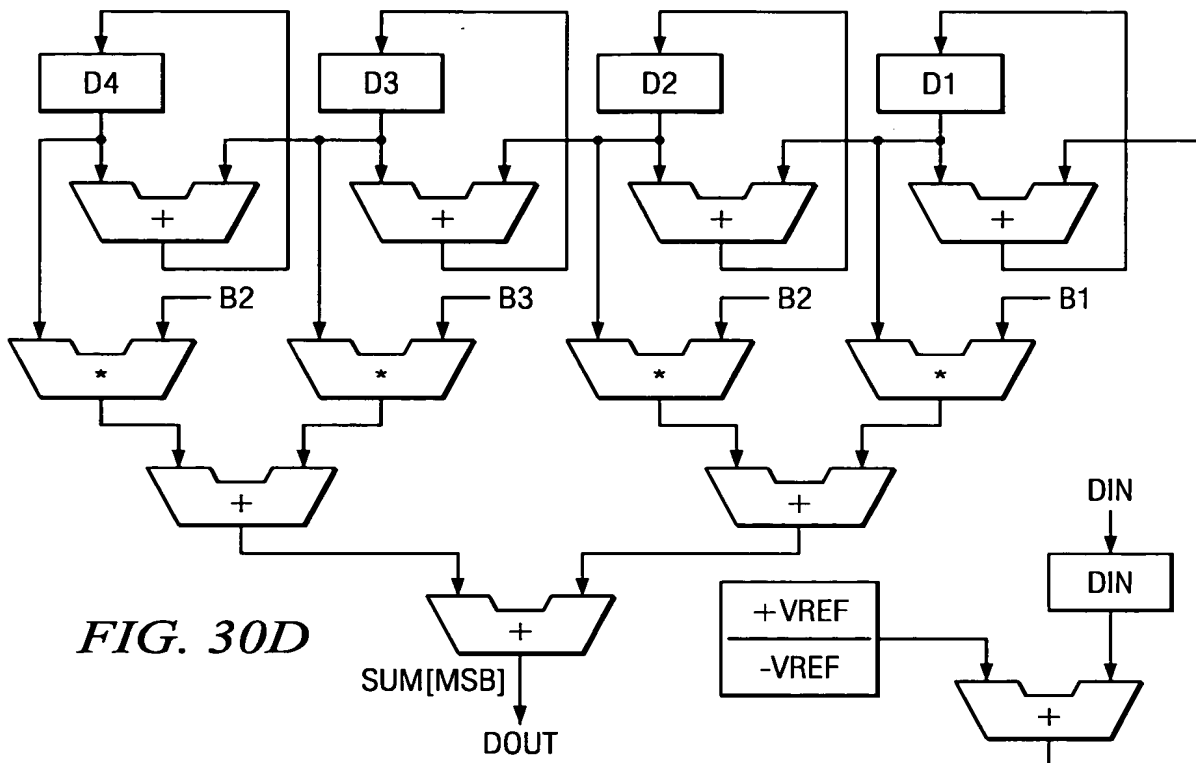 D4 D3 D2 D1
+ + + +
B2 B3 B2 B1
* * * *
+ +
DIN
DIN
+VREF
-VREF
+
FIG. 30D
SUM[MSB]
+
DOUT